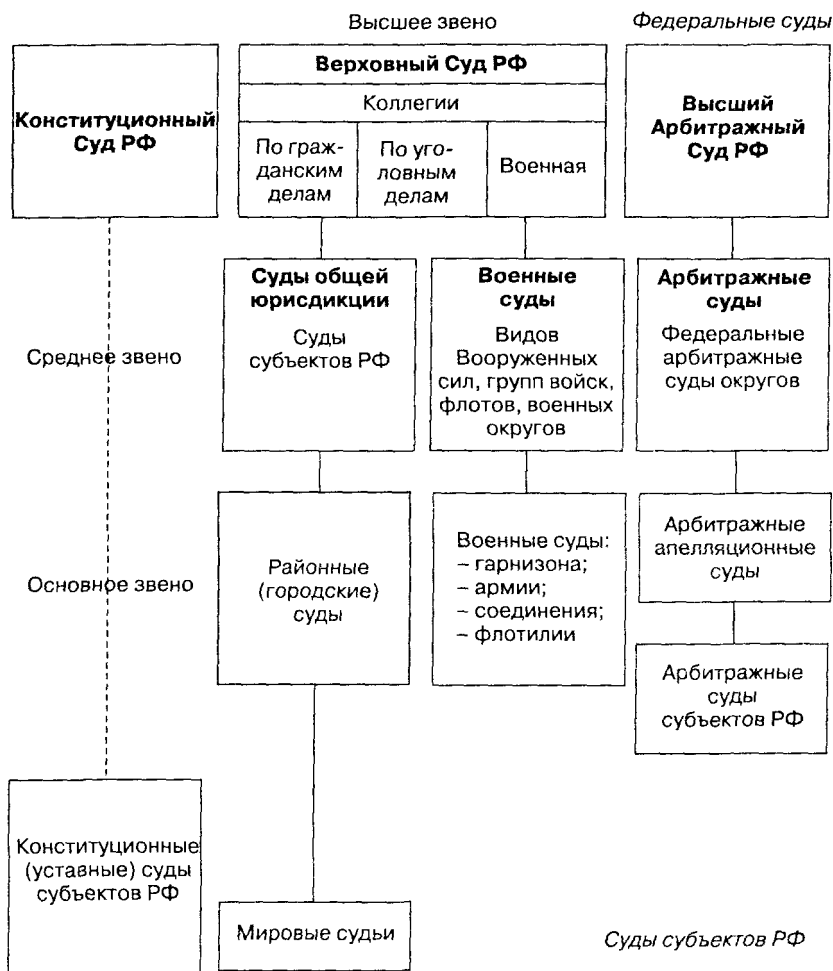 Высшее звено
Федеральные суды
Конституционный
Суд РФ
Верховный Суд РФ
Коллегии
По граж-
данским
делам
По уго-
ловным
делам
Военная
Высший
Арбитражный
Суд РФ
Среднее звено
Суды общей
юрисдикции
Суды
субъектов РФ
Военные
суды
Видов
Вооруженных
сил, групп войск,
флотов, военных
округов
Арбитражные
суды
Федеральные
арбитражные
суды округов
Основное звено
Районные
(городские)
суды
Военные суды:
– гарнизона;
– армии;
– соединения;
– флотилии
Арбитражные
апелляционные
суды
Арбитражные
суды
субъектов РФ
Конституционные
(уставные) суды
субъектов РФ
Мировые судьи
Суды субъектов РФ